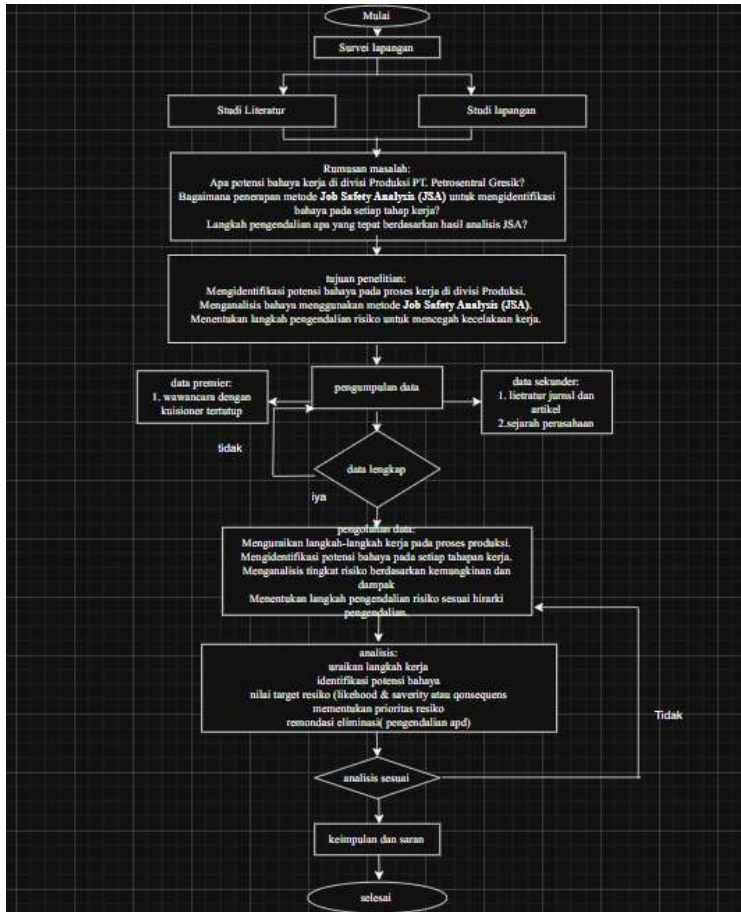 Mulai
Survei lapangan
Studi Literatur
Studi lapangan
Rumusan masalah:
Apa potensi bahaya kerja di divisi Produksi PT. Petrosentral Gresik?
Bagaimana penerapan metode Job Safety Analysis (JSA) untuk mengidentifikasi
bahaya pada setiap tahap kerja?
Langkah pengendalian apa yang tepat berdasarkan hasil analisis JSA?
tujuan penelitian:
Mengidentifikasi potensi bahaya pada proses kerja di divisi Produksi.
Menganalisis bahaya menggunakan metode Job Safety Analysis (JSA).
Menentukan langkah pengendalian risiko untuk mencegah kecelakaan kerja.
data premier:
1. wawancara dengan
kuisioner tertutup
pengumpulan data
data sekunder:
1. lietratur jurnsl dan
artikel
2.sejarah perusahaan
tidak
data lengkap
iya
pengolahan data:
Menguraikan langkah-langkah kerja pada proses produksi.
Mengidentifikasi potensi bahaya pada setiap tahapan kerja.
Menganalisis tingkat risiko berdasarkan kemungkinan dan
dampak
Menentukan langkah pengendalian risiko sesuai hirarki
pengendalian.
analisis:
uraikan langkah kerja
identifikasi potensi bahaya
nilai target resiko (likehood & saverity atau qonsequens
mementukan prioritas resiko
remondasi eliminasi( pengendalian apd)
Tidak
analisis sesuai
keimpulan dan saran
selesai